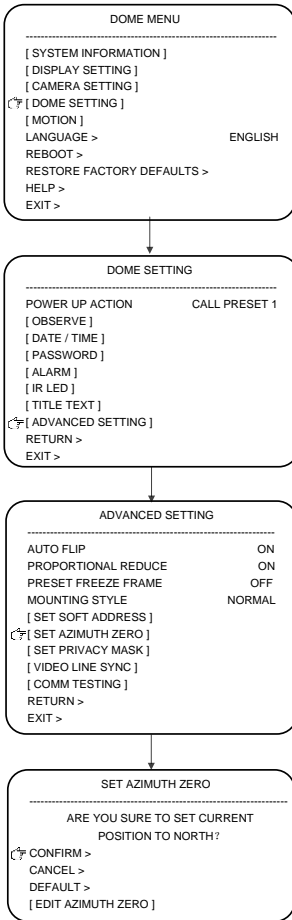 DOME MENU
[ SYSTEM INFORMATION ]
[ DISPLAY SETTING ]
[ CAMERA SETTING ]
[ DOME SETTING ]
[ MOTION ]
LANGUAGE > ENGLISH
REBOOT >
RESTORE FACTORY DEFAULTS >
HELP >
EXIT >
DOME SETTING
POWER UP ACTION CALL PRESET 1
[ OBSERVE ]
[ DATE / TIME ]
[ PASSWORD ]
[ ALARM ]
[ IR LED ]
[ TITLE TEXT ]
[ ADVANCED SETTING ]
RETURN >
EXIT >
ADVANCED SETTING
AUTO FLIP ON
PROPORTIONAL REDUCE ON
PRESET FREEZE FRAME OFF
MOUNTING STYLE NORMAL
[ SET SOFT ADDRESS ]
[ SET AZIMUTH ZERO ]
[ SET PRIVACY MASK ]
[ VIDEO LINE SYNC ]
[ COMM TESTING ]
RETURN >
EXIT >
SET AZIMUTH ZERO
ARE YOU SURE TO SET CURRENT
POSITION TO NORTH?
CONFIRM >
CANCEL >
DEFAULT >
[ EDIT AZIMUTH ZERO ]